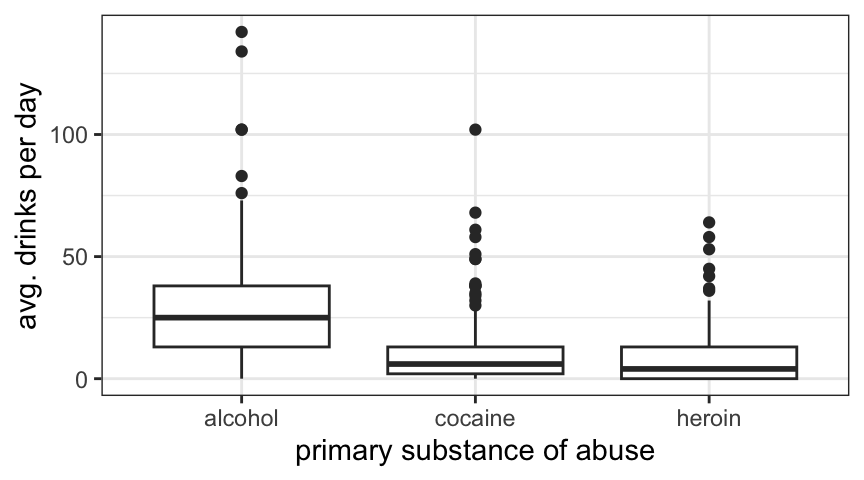 avg. drinks per day
100
50
0
alcohol
cocaine
heroin
primary substance of abuse